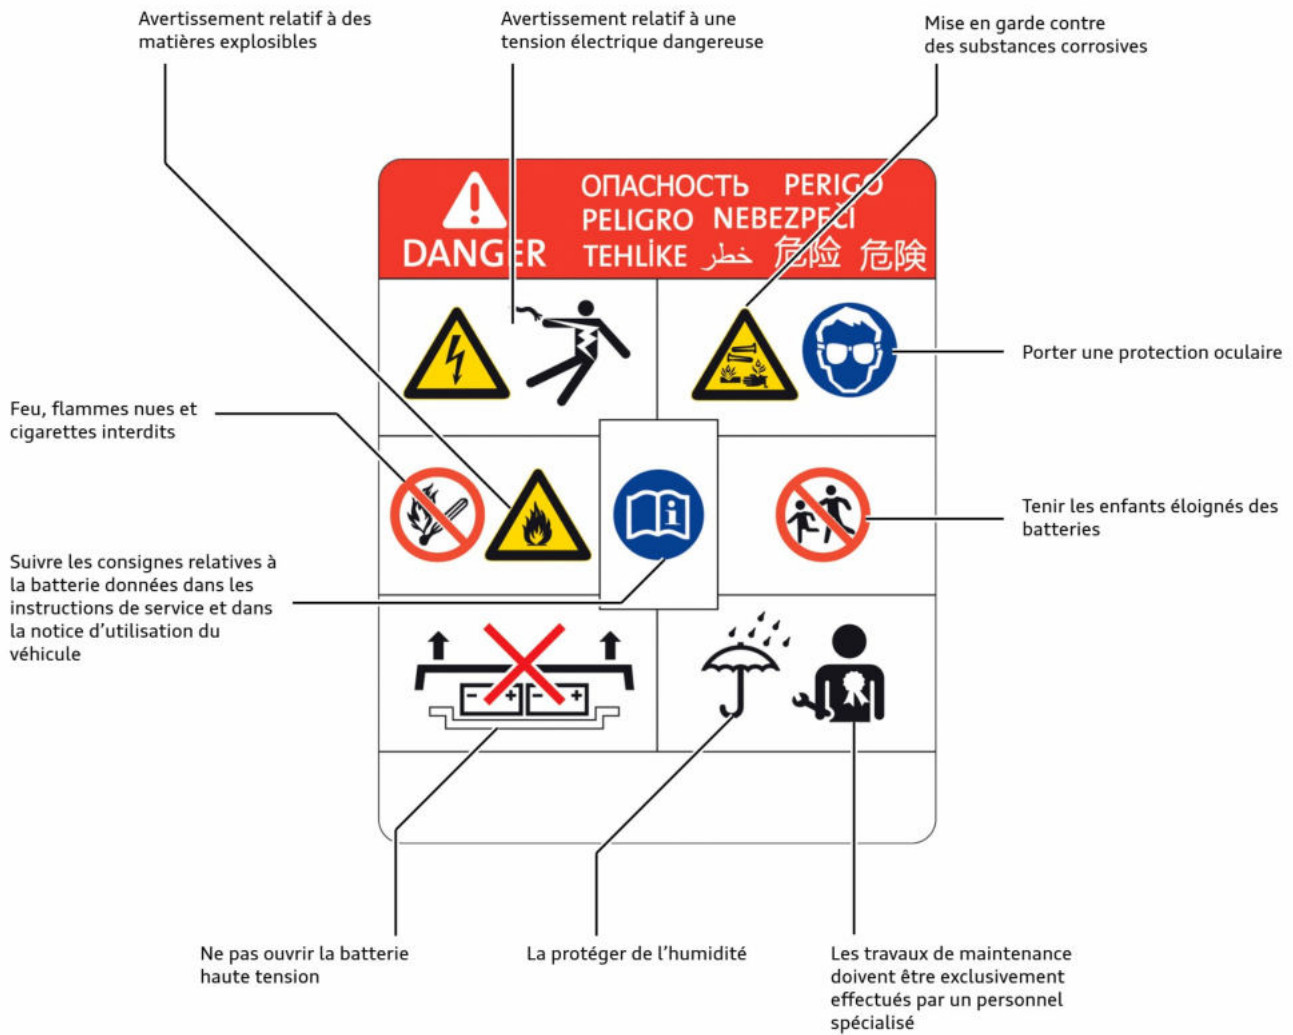 Avertissement relatif à des
matières explosibles
Avertissement relatif à une
tension électrique dangereuse
Mise en garde contre
des substances corrosives
ОПАСНОСТЬ PERIGO
PELIGRO NEBEZPEČÍ
DANGER TEHLİKE خطر 危险 危険
Porter une protection oculaire
Feu, flammes nues et
cigarettes interdits
Tenir les enfants éloignés des
batteries
Suivre les consignes relatives à
la batterie données dans les
instructions de service et dans
la notice d'utilisation du
véhicule
Ne pas ouvrir la batterie
haute tension
La protéger de l'humidité
Les travaux de maintenance
doivent être exclusivement
effectués par un personnel
spécialisé